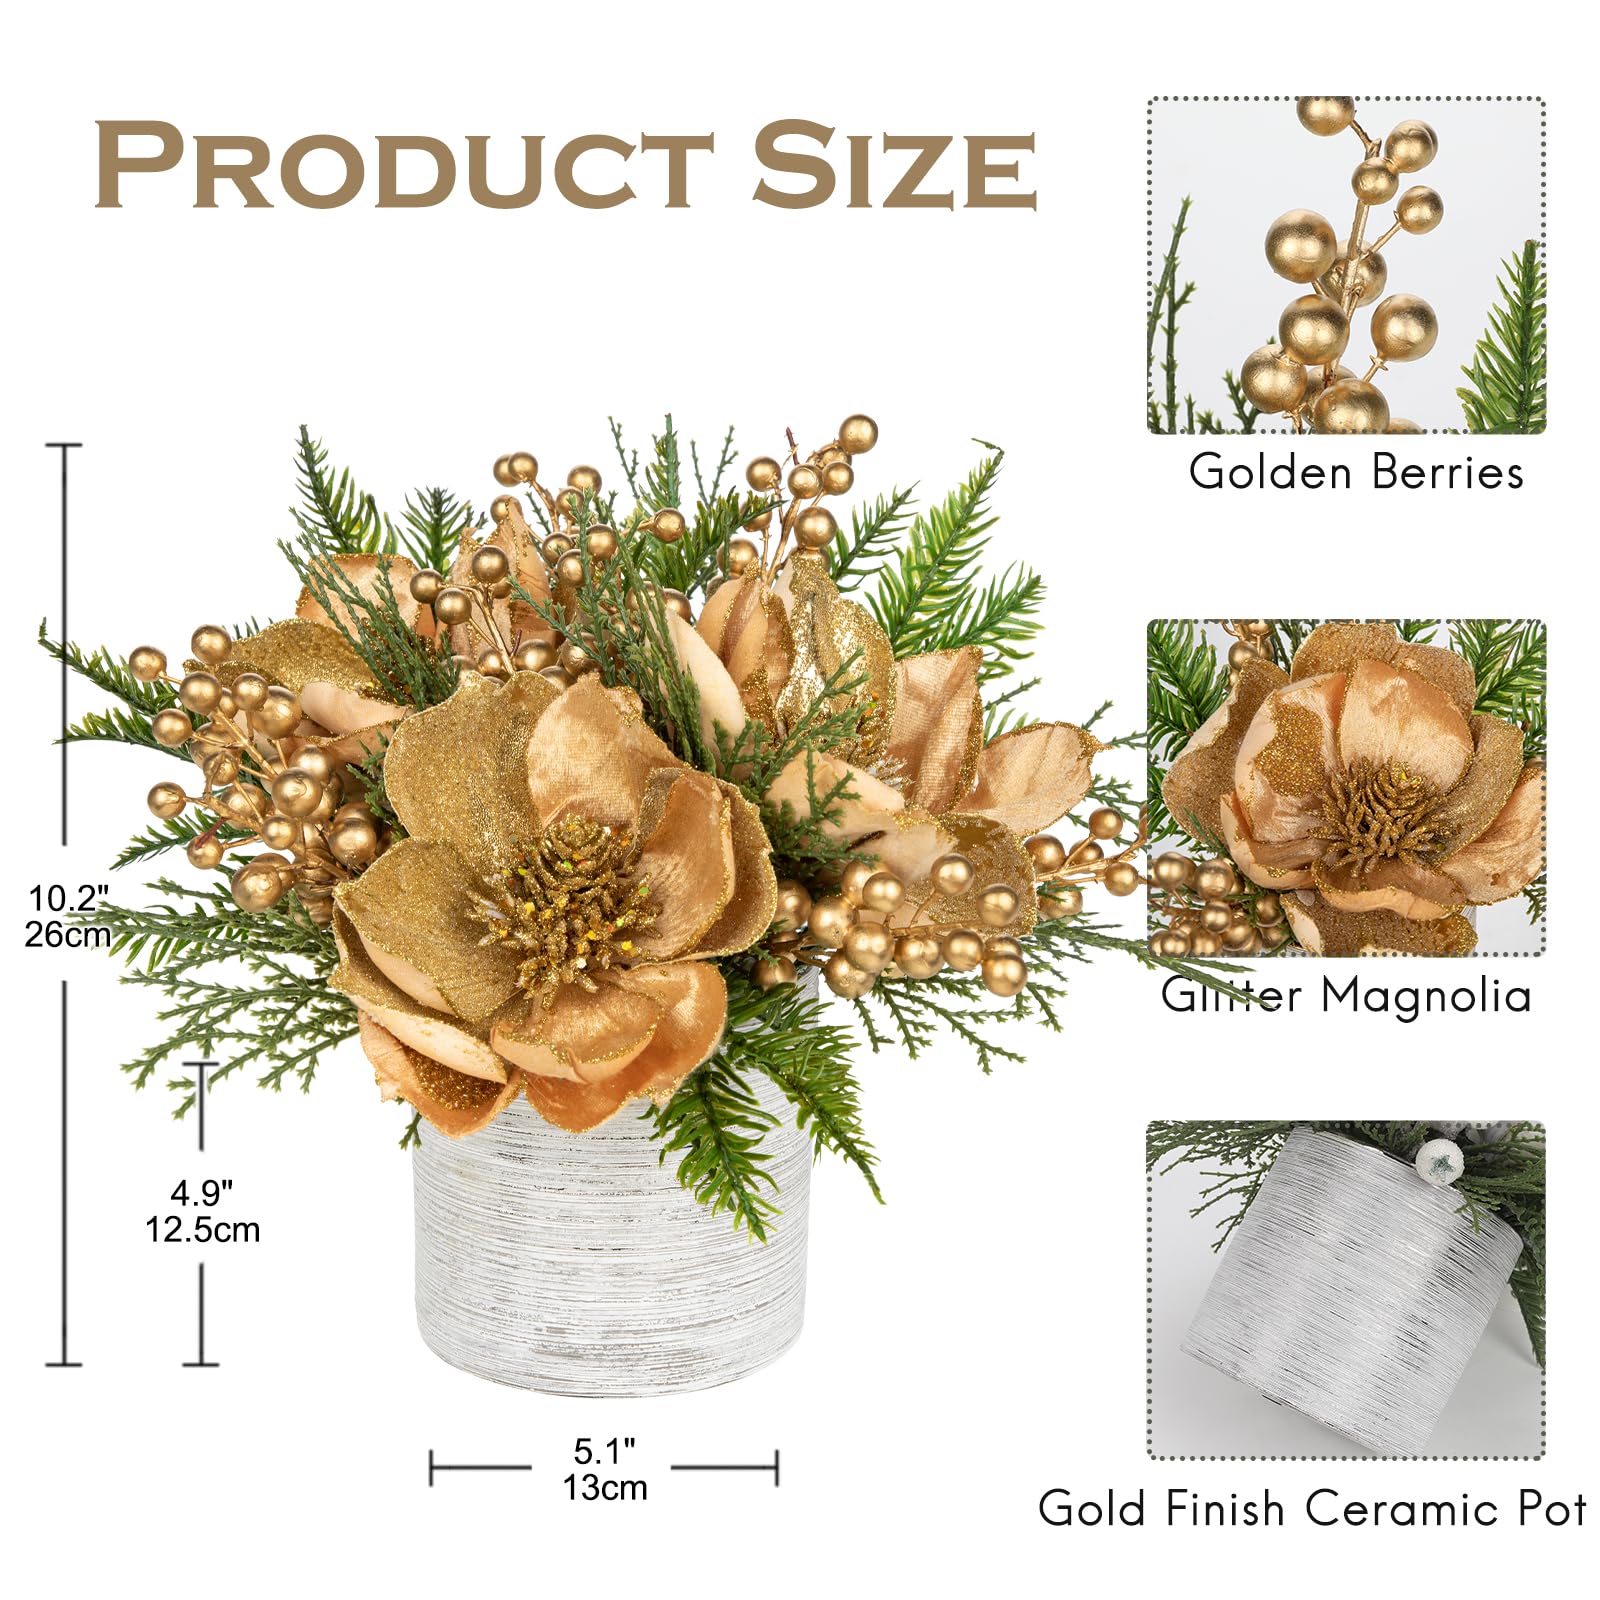 PRODUCT SIZE
Golden Berries
10.2"
26cm
Glitter Magnolia
4.9"
12.5cm
5.1"
13cm
Gold Finish Ceramic Pot